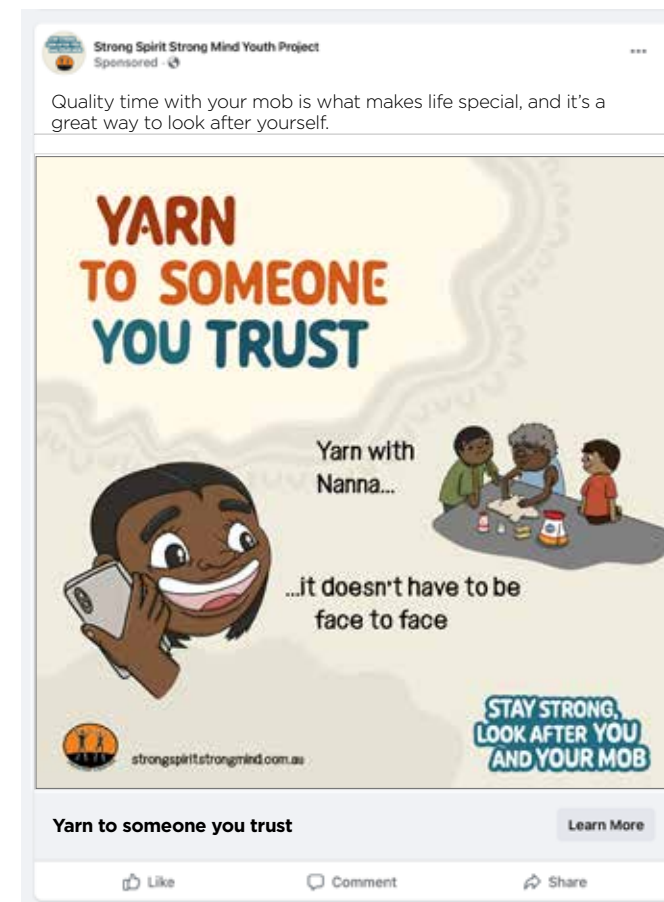 Strong Spirit Strong Mind Youth Project
Sponsored ·
Quality time with your mob is what makes life special, and it's a
great way to look after yourself.
YARN
TO SOMEONE
YOU TRUST
Yarn with
Nanna...
...it doesn't have to be
face to face
STAY STRONG,
LOOK AFTER YOU
AND YOUR MOB
strongspiritstrongmind.com.au
Yarn to someone you trust
Learn More
Like
Comment
Share